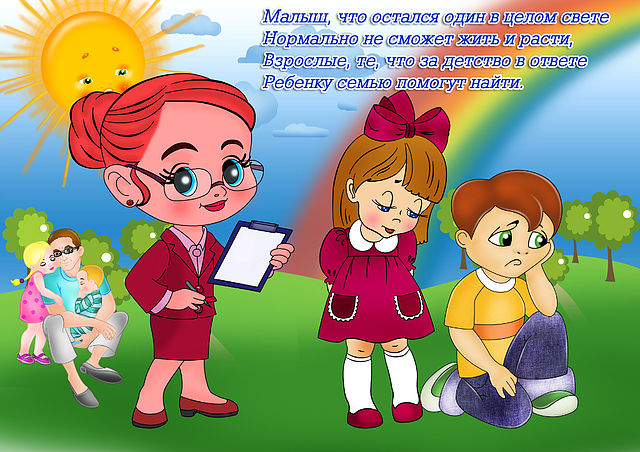 Малыш, что остался один в целом свете
Нормально не сможет жить и расти,
Взрослые, те, что за детство в ответе
Ребенку семью помогут найти.